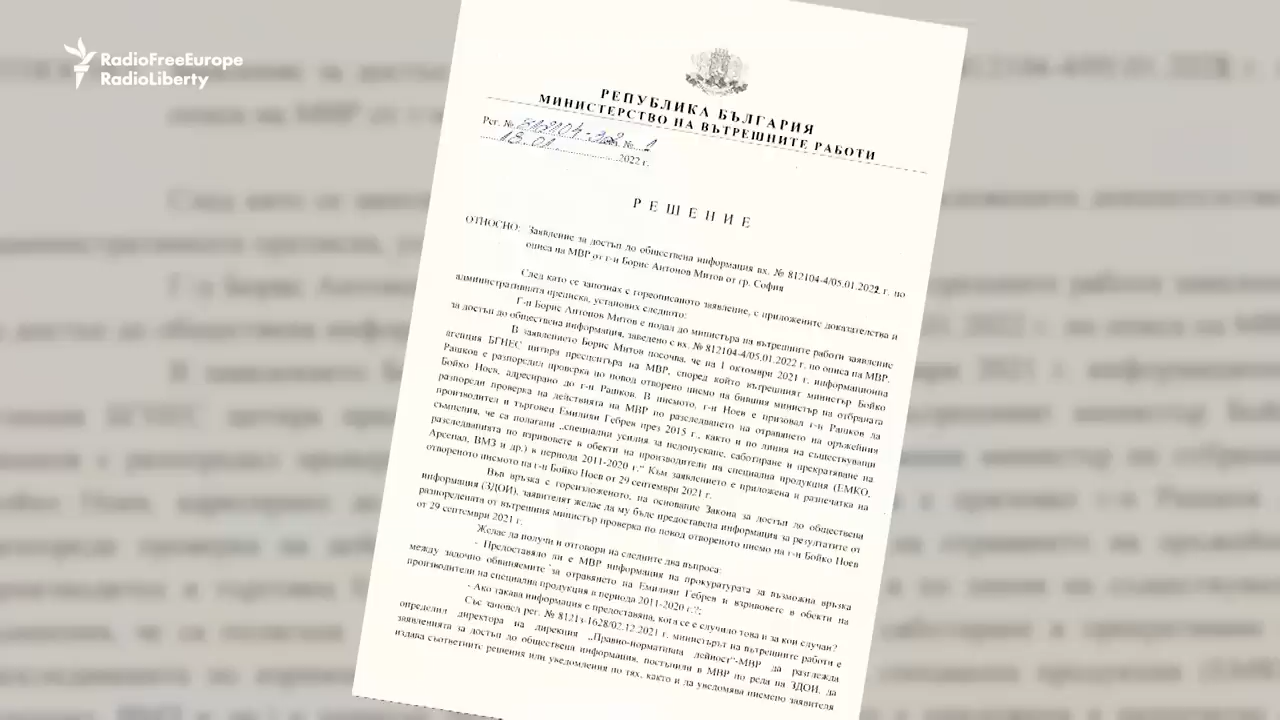 RadioFreeEurope
RadioLiberty
РЕПУБЛИКА БЪЛГАРИЯ
МИНИСТЕРСТВО НА ВЪТРЕШНИТЕ РАБОТИ
Рег. № 812104- № 1
13.01 2022 г.
РЕШЕНИЕ
ОТНОСНО: Заявление за достъп до обществена информация вх. № 812104-4/05.01.2022 г. по
описа на МВР от г-н Борис Антонов Митов от гр. София
След като се запознах с гореописаното заявление, с приложените доказателства и
административната преписка, установих следното:
Г-н Борис Антонов Митов е подал до министъра на вътрешните работи заявление
за достъп до обществена информация, заведено с вх. № 812104-4/05.01.2022 г. по описа на МВР.
В заявлението Борис Митов посочва, че на 1 октомври 2021 г. информационна
агенция БГНЕС цитира пресцентъра на МВР, според който вътрешният министър Бойко
Рашков е разпоредил проверка по повод отворено писмо на бившия министър на отбраната
Бойко Ноев, адресирано до г-н Рашков. В писмото, г-н Ноев е призовал г-н Рашков да
разпореди проверка на действията на МВР по разследването на отравянето на оръжейния
производител и търговец Емилиян Гебрев през 2015 г., както и по линия на съществуващи
съмнения, че са полагани „специални усилия за недопускане, саботиране и прекратяване на
разследванията по взривовете в обекти на производители на специална продукция (ЕМКО,
Арсенал, ВМЗ и др.) в периода 2011-2020 г.“ Към заявлението е приложена и разпечатка на
отвореното писмото на г-н Бойко Ноев от 29 септември 2021 г.
Във връзка с гореизложеното, на основание Закона за достъп до обществена
информация (ЗДОИ), заявителят желае да му бъде предоставена информация за резултатите от
разпоредената от вътрешния министър проверка по повод отвореното писмо на г-н Бойко Ноев
от 29 септември 2021 г.
Желае да получи и отговори на следните два въпроса:
- Предоставяло ли е МВР информация на прокуратурата за възможна връзка
между задочно обвиняемите за отравянето на Емилиян Гебрев и взривовете в обекти на
производители на специална продукция в периода 2011-2020 г.?;
- Ако такава информация е предоставяна, кога се е случило това и за кои случаи?
Със заповед рег. № 8121з-1628/02.12.2021 г. министърът на вътрешните работи е
определил директора на дирекция „Правно-нормативна дейност“-МВР да разглежда
заявленията за достъп до обществена информация, постъпили в МВР по реда на ЗДОИ, да
издава съответните решения или уведомления по тях, както и да уведомява писмено заявителя